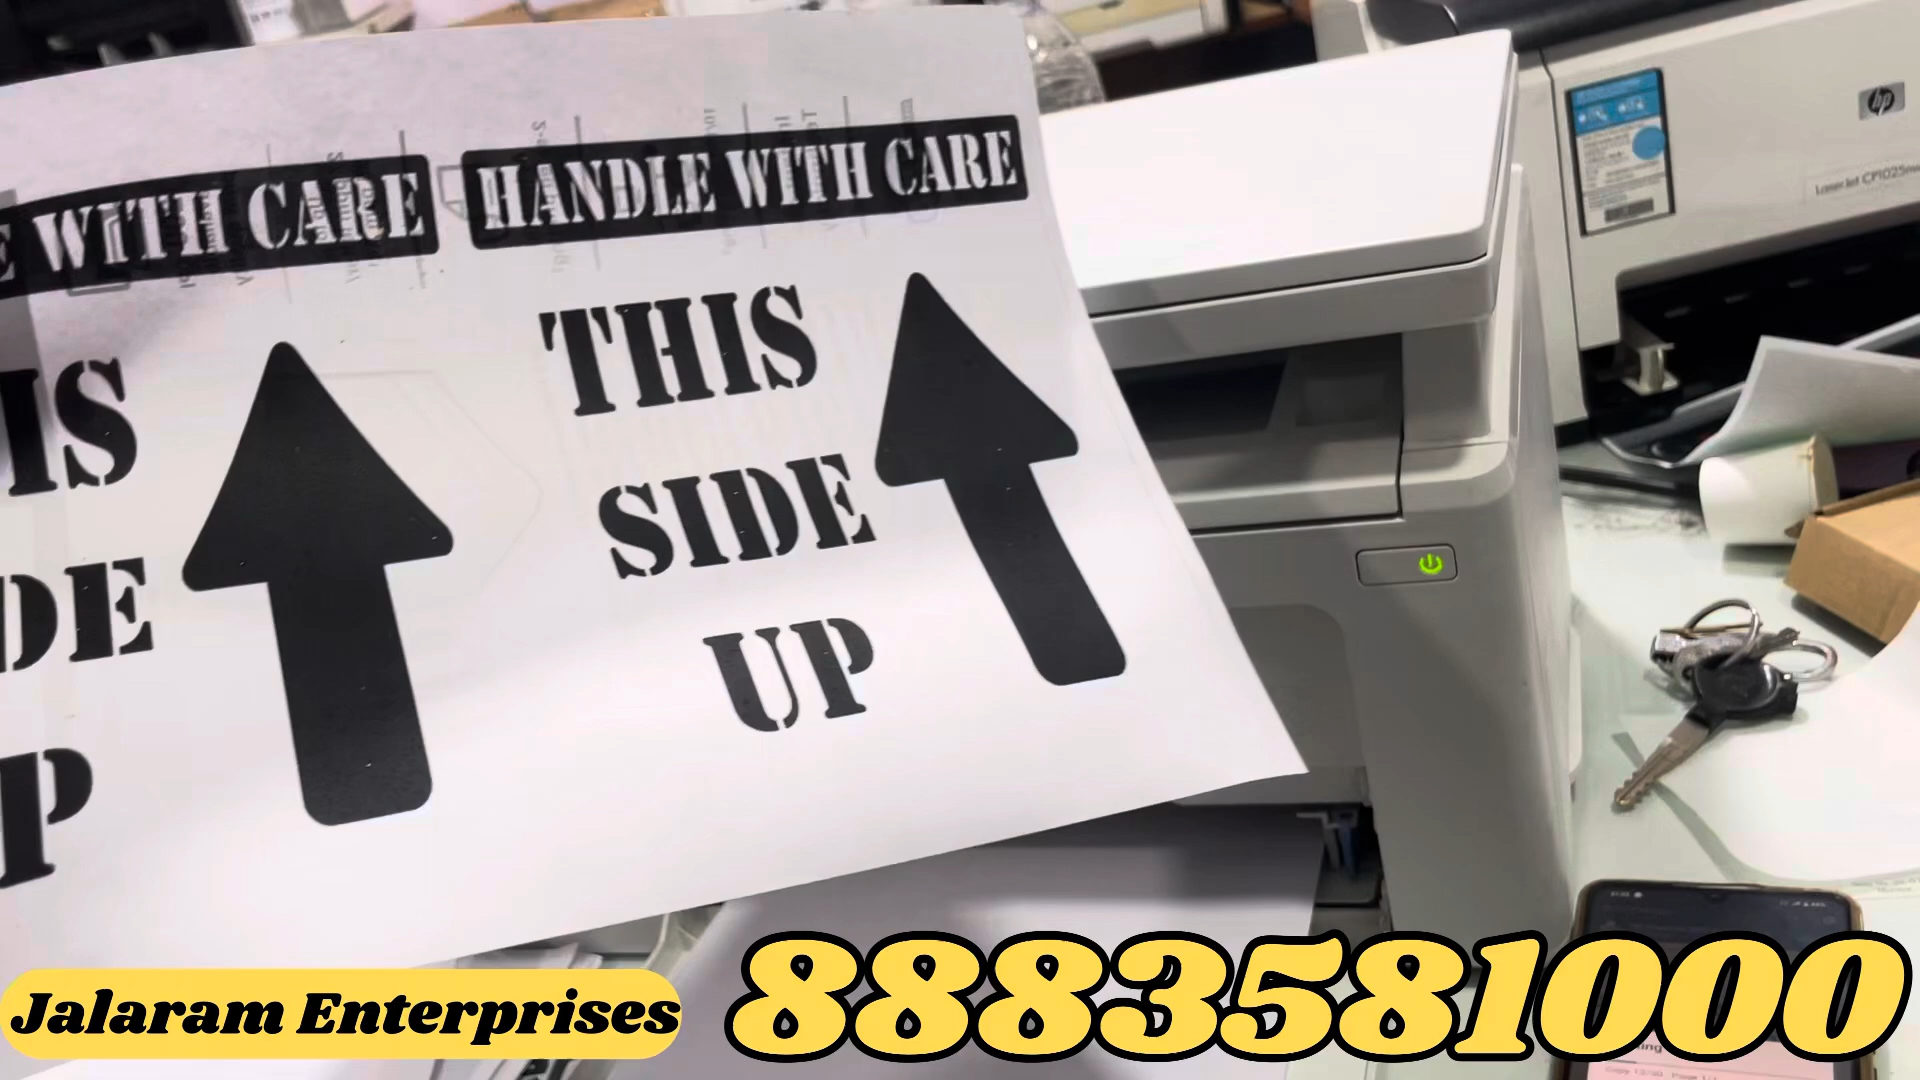 E WITH CARE
HANDLE WITH CARE
IS
DE
P
THIS
SIDE
UP
hp
LaserJet CP1025nw
Jalaram Enterprises
8883581000